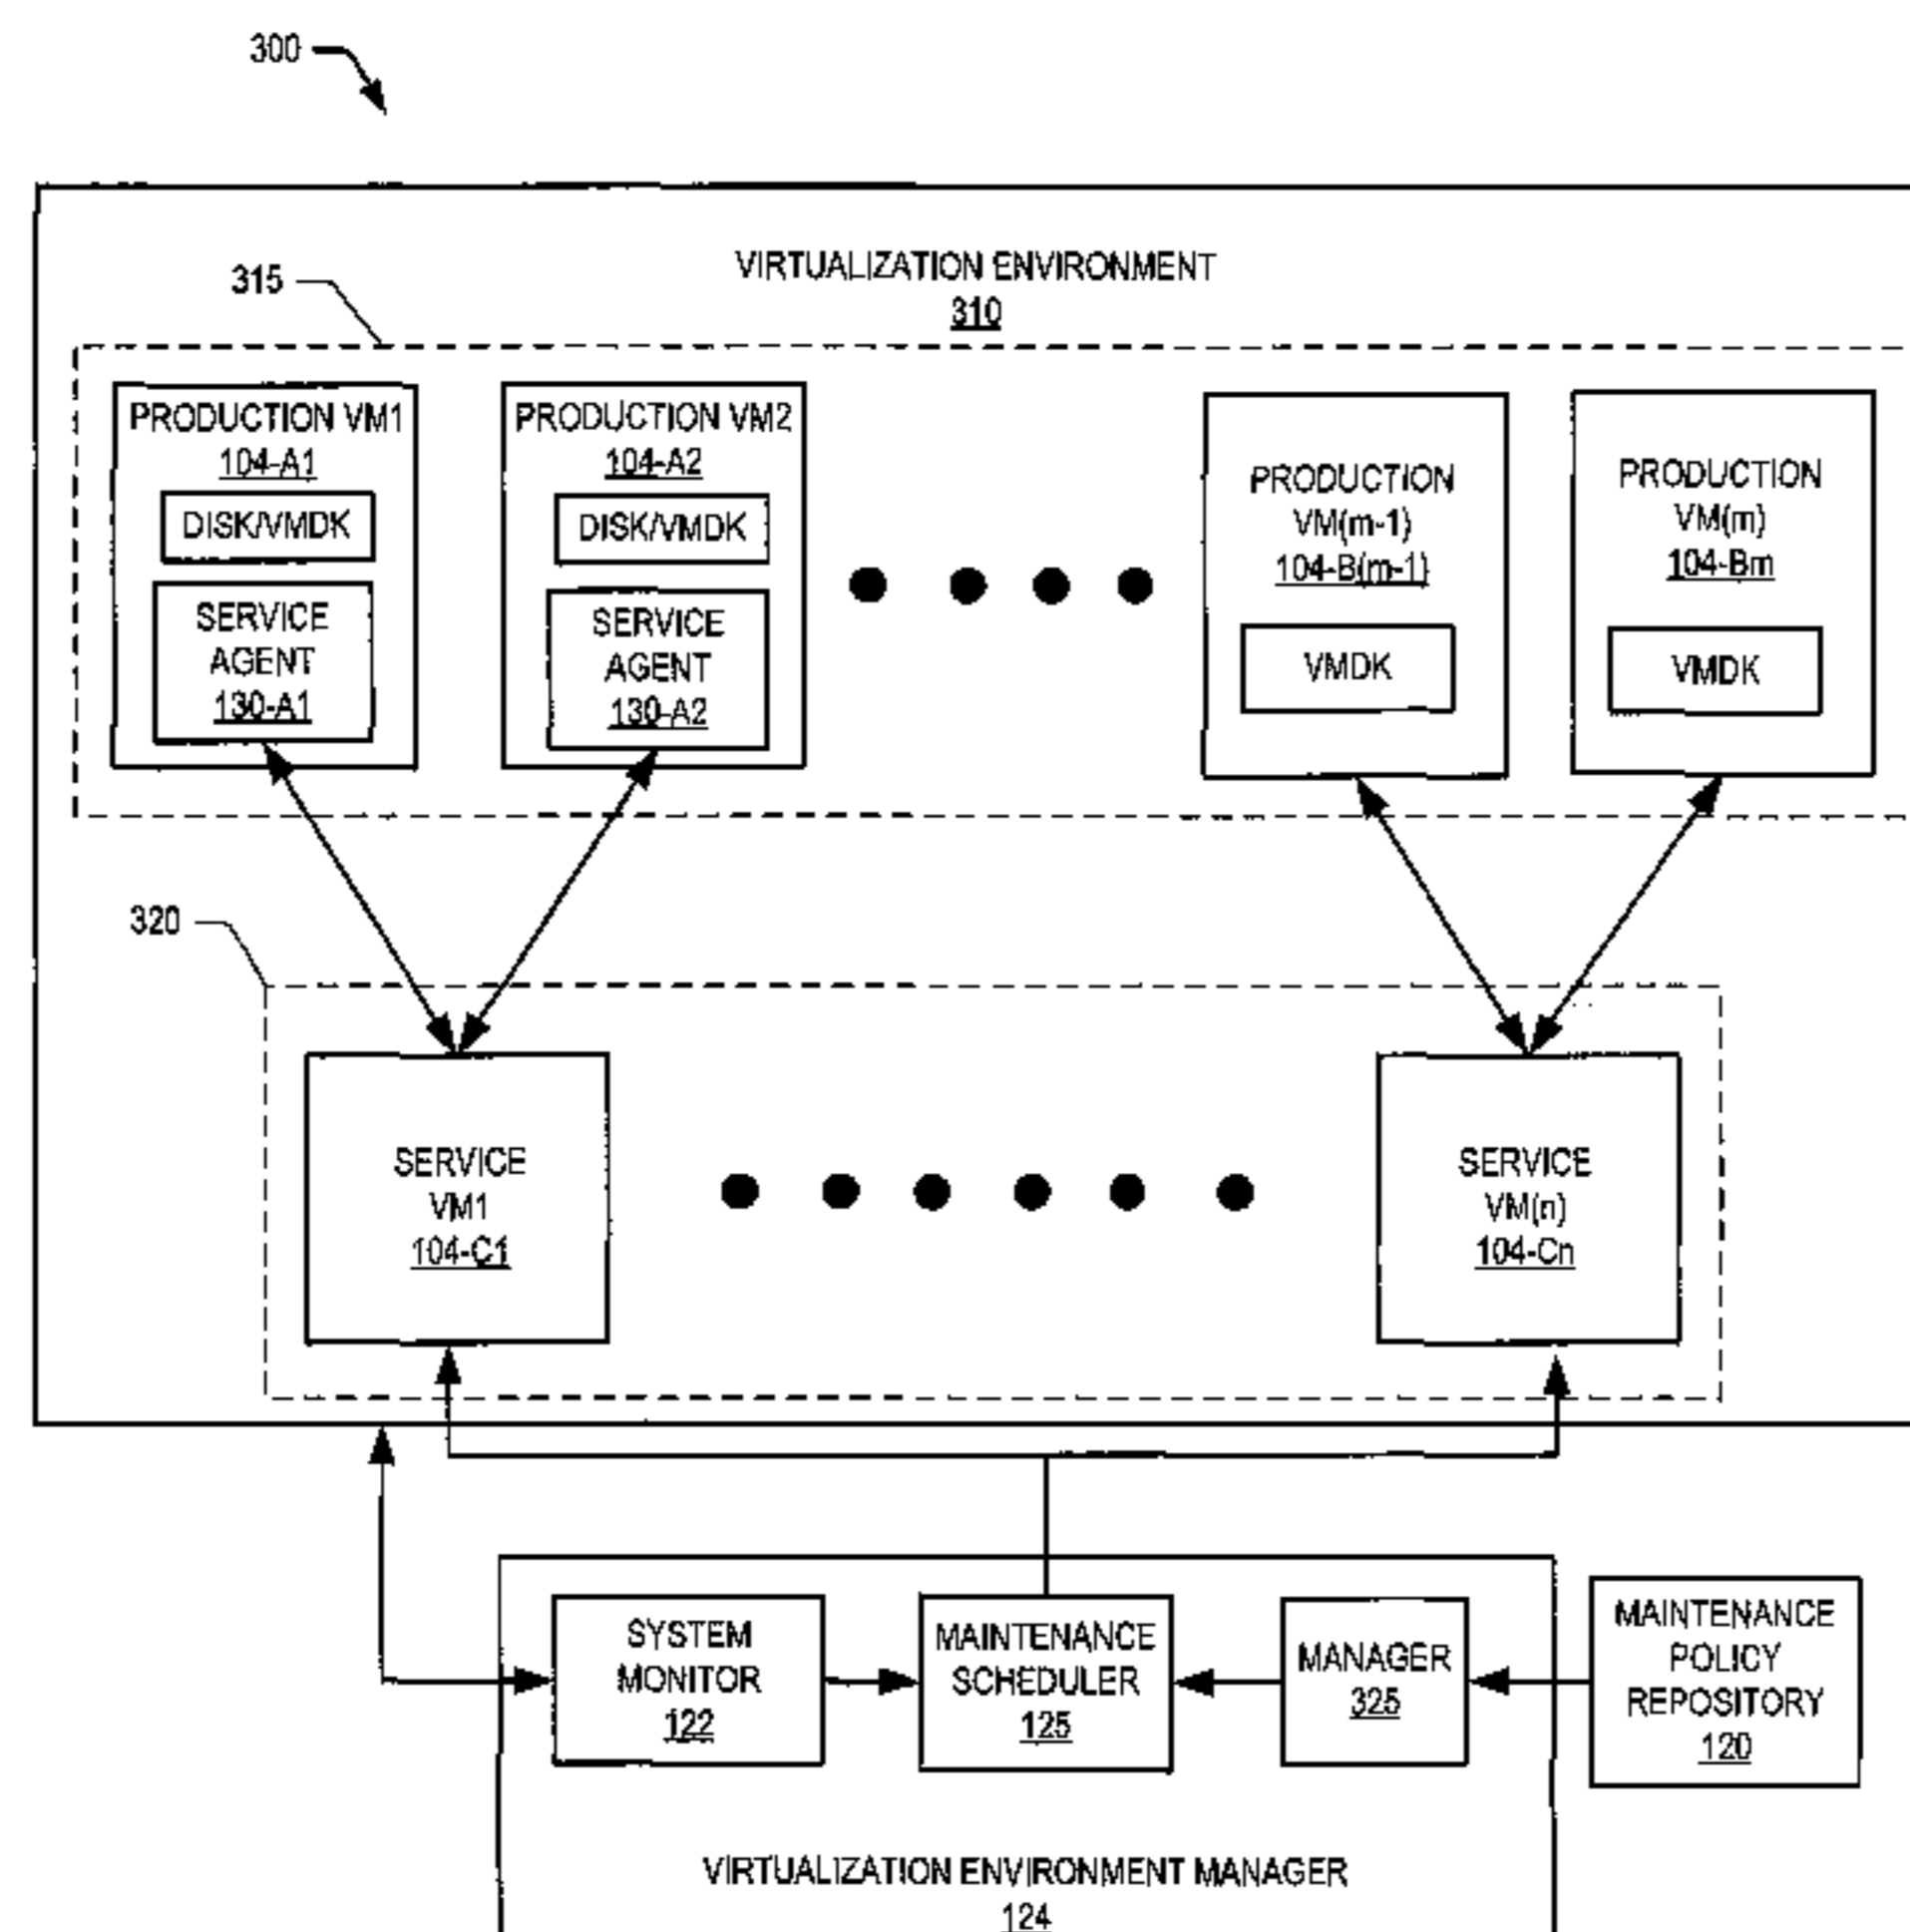 300
VIRTUALIZATION ENVIRONMENT
310
315
PRODUCTION VM1
104-A1
DISK/VMDK
SERVICE
AGENT
130-A1
PRODUCTION VM2
104-A2
DISK/VMDK
SERVICE
AGENT
130-A2
PRODUCTION
VM(m-1)
104-B(m-1)
VMDK
PRODUCTION
VM(m)
104-Bm
VMDK
320
SERVICE
VM1
104-C1
SERVICE
VM(n)
104-Cn
SYSTEM
MONITOR
122
MAINTENANCE
SCHEDULER
125
MANAGER
325
MAINTENANCE
POLICY
REPOSITORY
120
VIRTUALIZATION ENVIRONMENT MANAGER
124